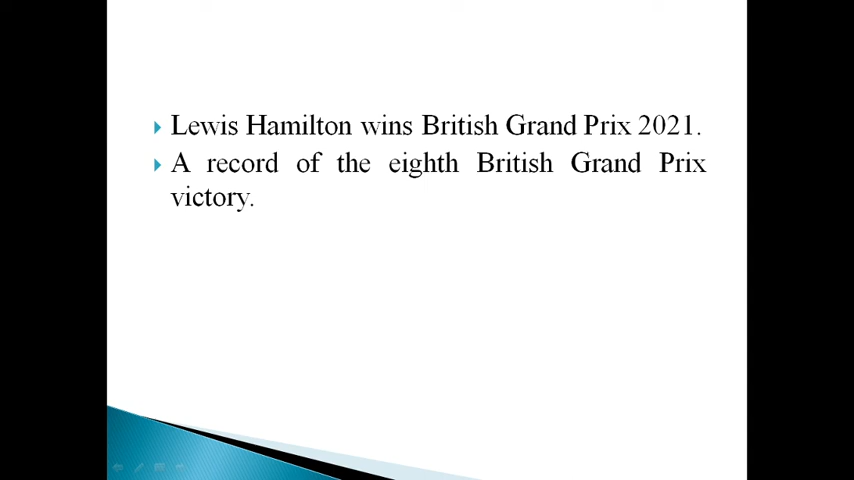 Lewis Hamilton wins British Grand Prix 2021.
A record of the eighth British Grand Prix
victory.